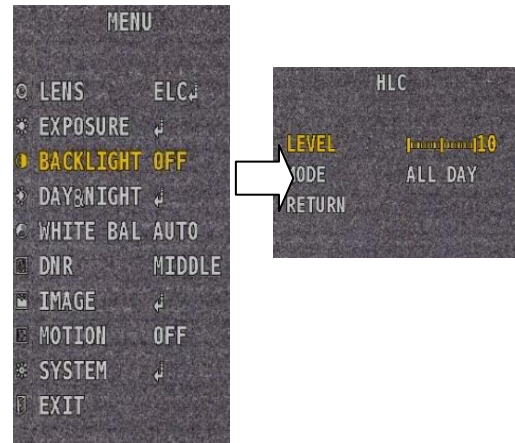 MENU
LENS ELC↲
EXPOSURE ↲
BACKLIGHT OFF
DAY&NIGHT ↲
WHITE BAL AUTO
DNR MIDDLE
IMAGE ↲
MOTION OFF
SYSTEM ↲
EXIT
HLC
LEVEL 10
MODE ALL DAY
RETURN